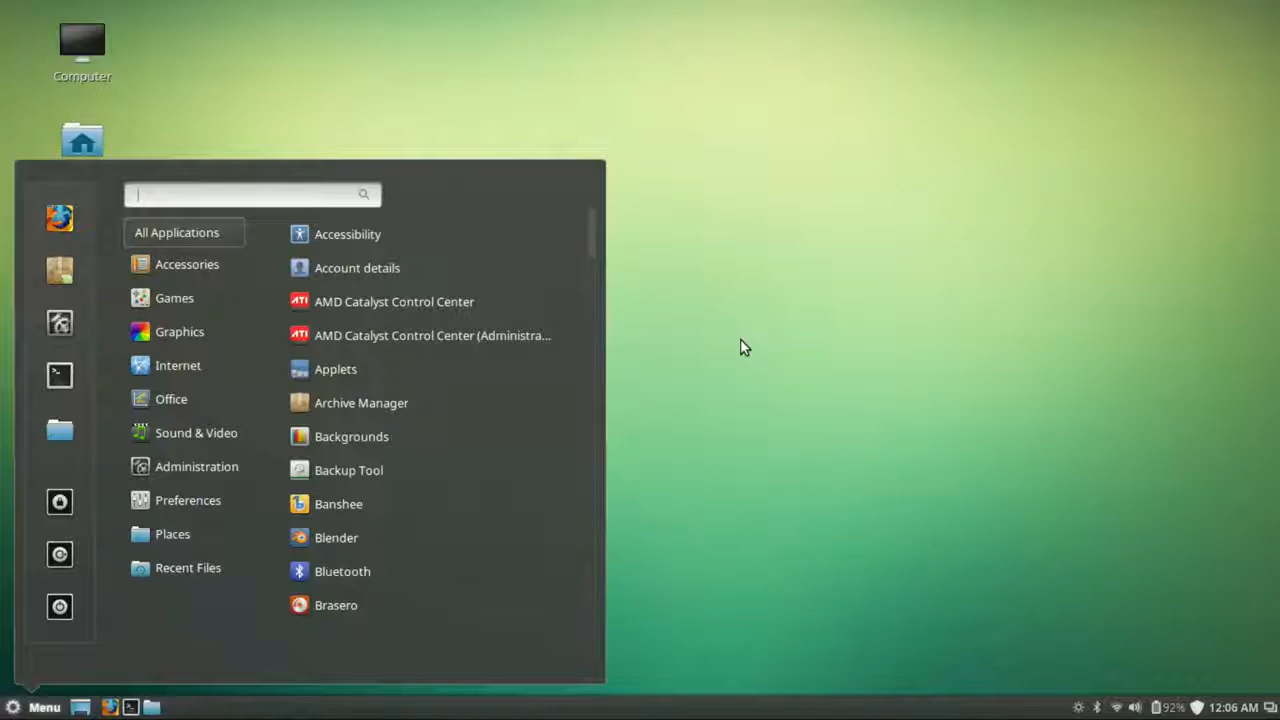 Computer
All Applications
Accessories
Games
Graphics
Internet
Office
Sound & Video
Administration
Preferences
Places
Recent Files
Accessibility
Account details
ATI AMD Catalyst Control Center
ATI AMD Catalyst Control Center (Administra...
Applets
Archive Manager
Backgrounds
Backup Tool
Banshee
Blender
Bluetooth
Brasero
Menu
92% 12:06 AM